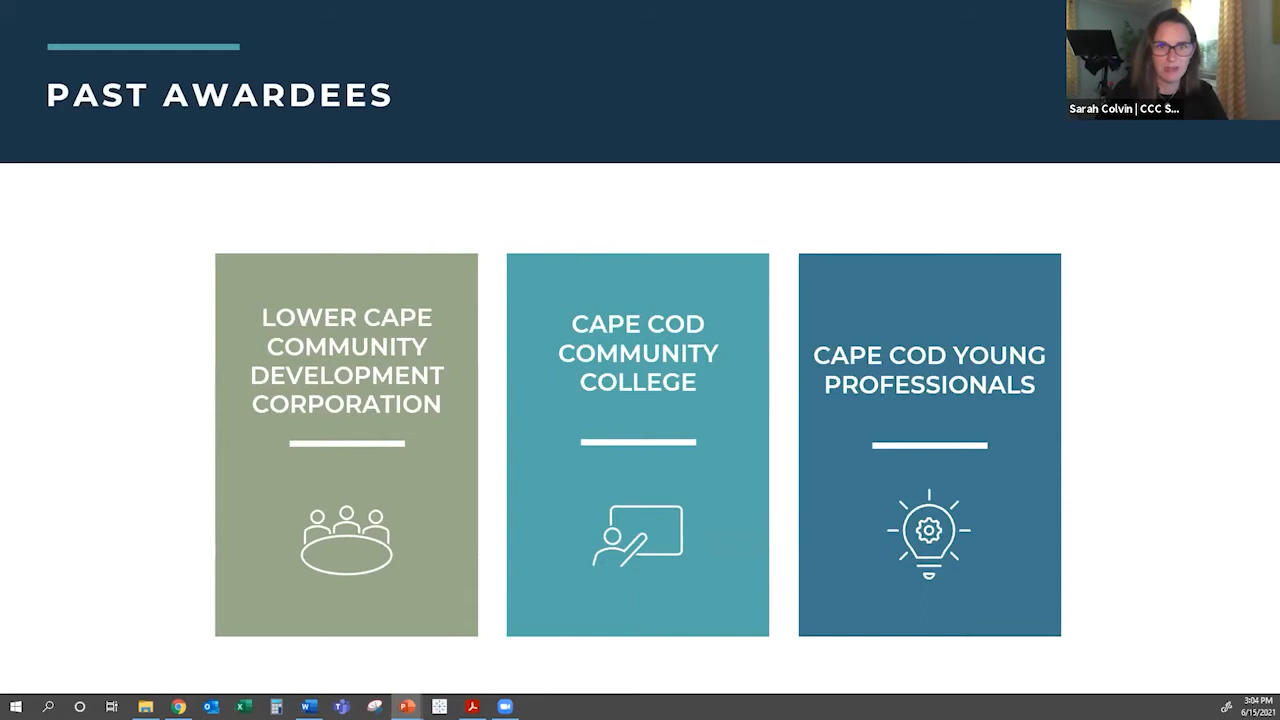 PAST AWARDEES
Sarah Colvin | CCC S...
LOWER CAPE
COMMUNITY
DEVELOPMENT
CORPORATION
CAPE COD
COMMUNITY
COLLEGE
CAPE COD YOUNG
PROFESSIONALS
3:04 PM
6/15/2021